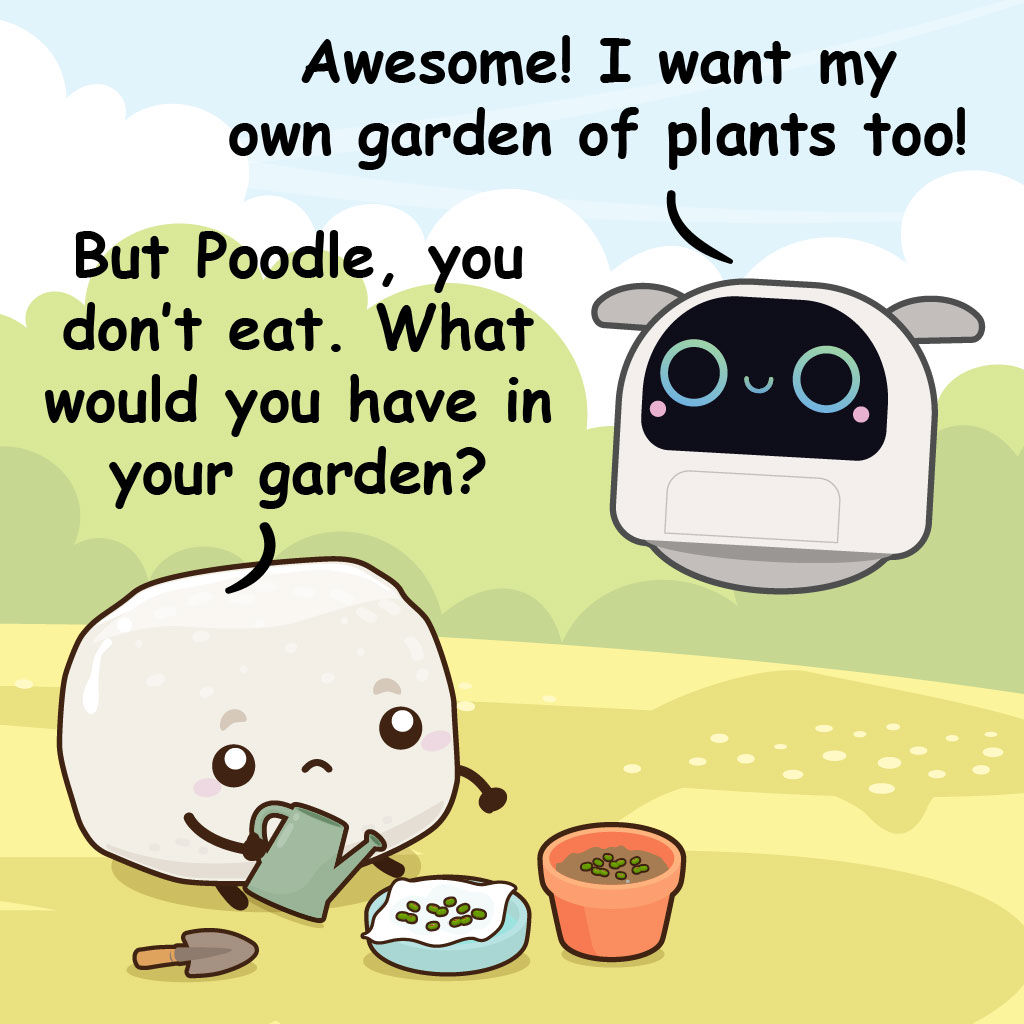 Awesome! I want my
own garden of plants too!
But Poodle, you
don't eat. What
would you have in
your garden?